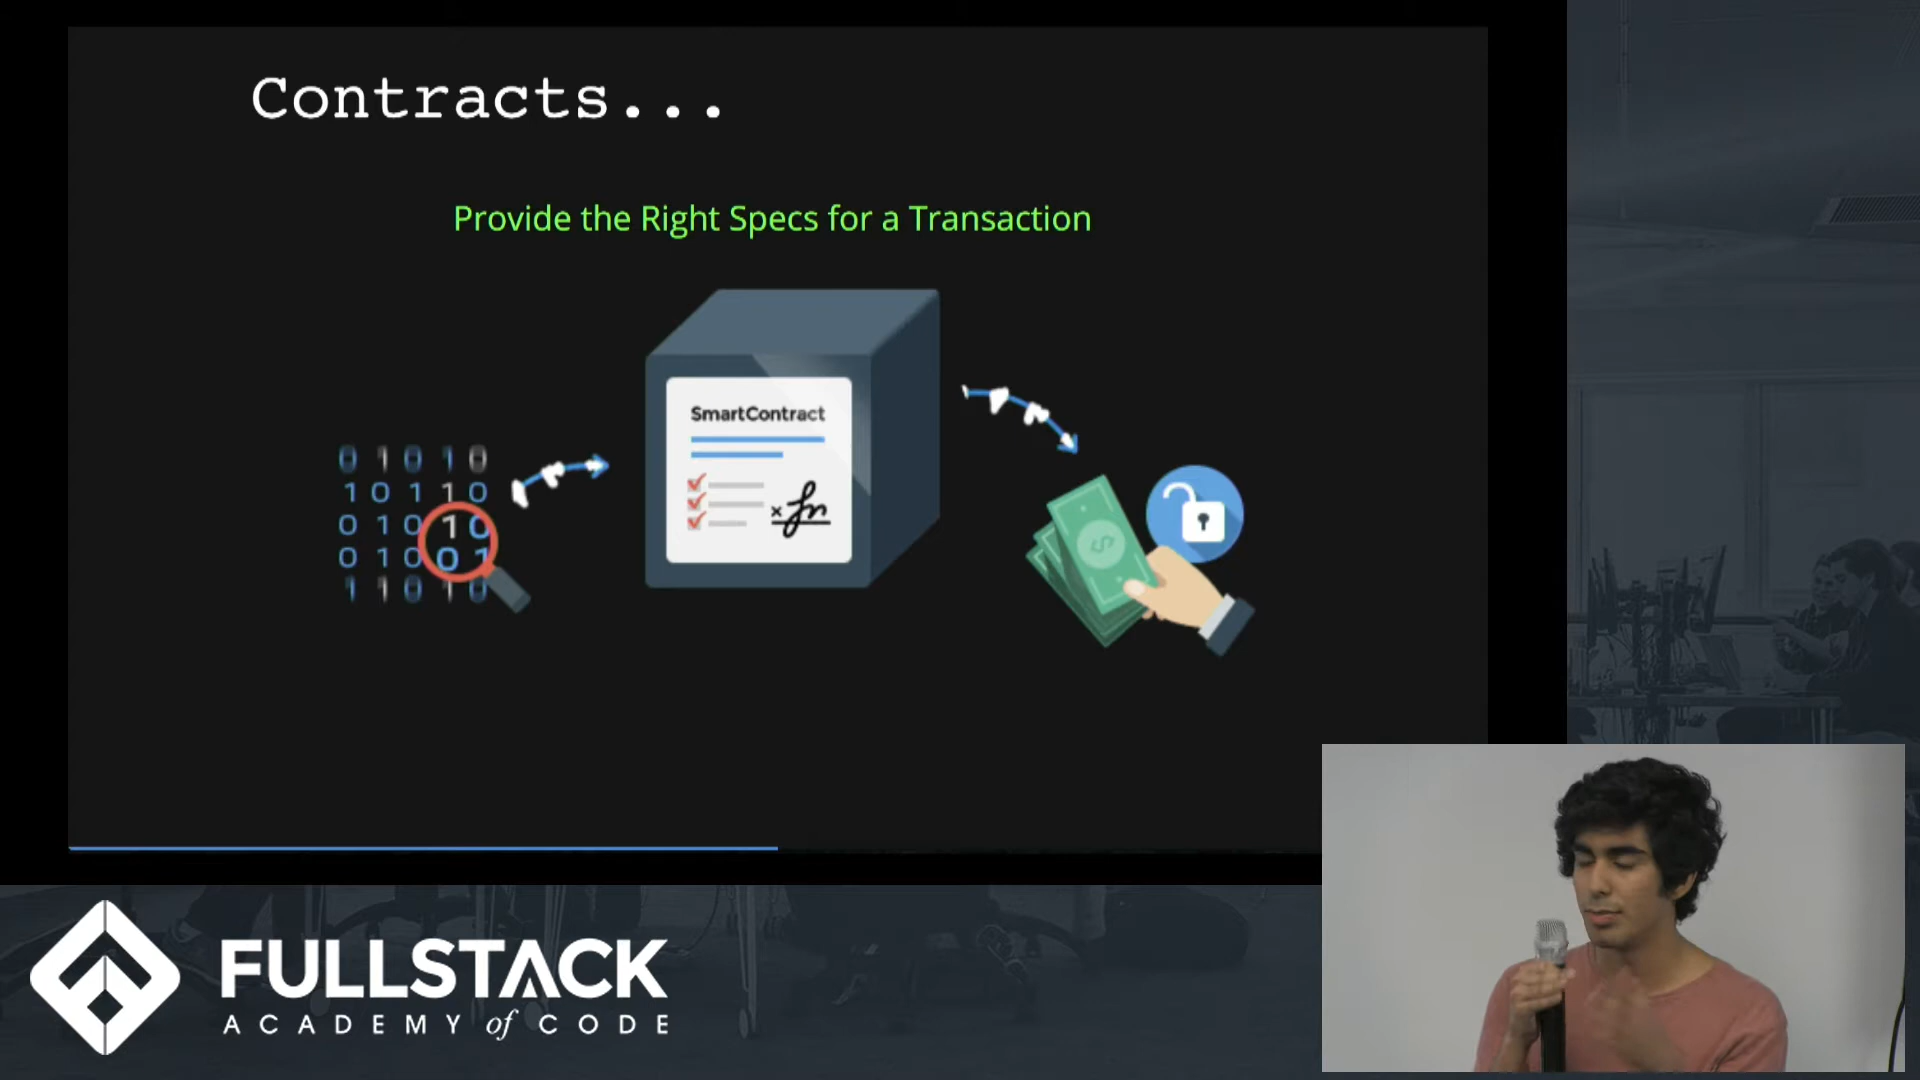 Contracts...
Provide the Right Specs for a Transaction
SmartContract
0 1 0 1 0
1 0 1 1 0
0 1 0 1 0
0 1 0 0 1
1 1 0 1 0
x
$
FULLSTACK
ACADEMY of CODE